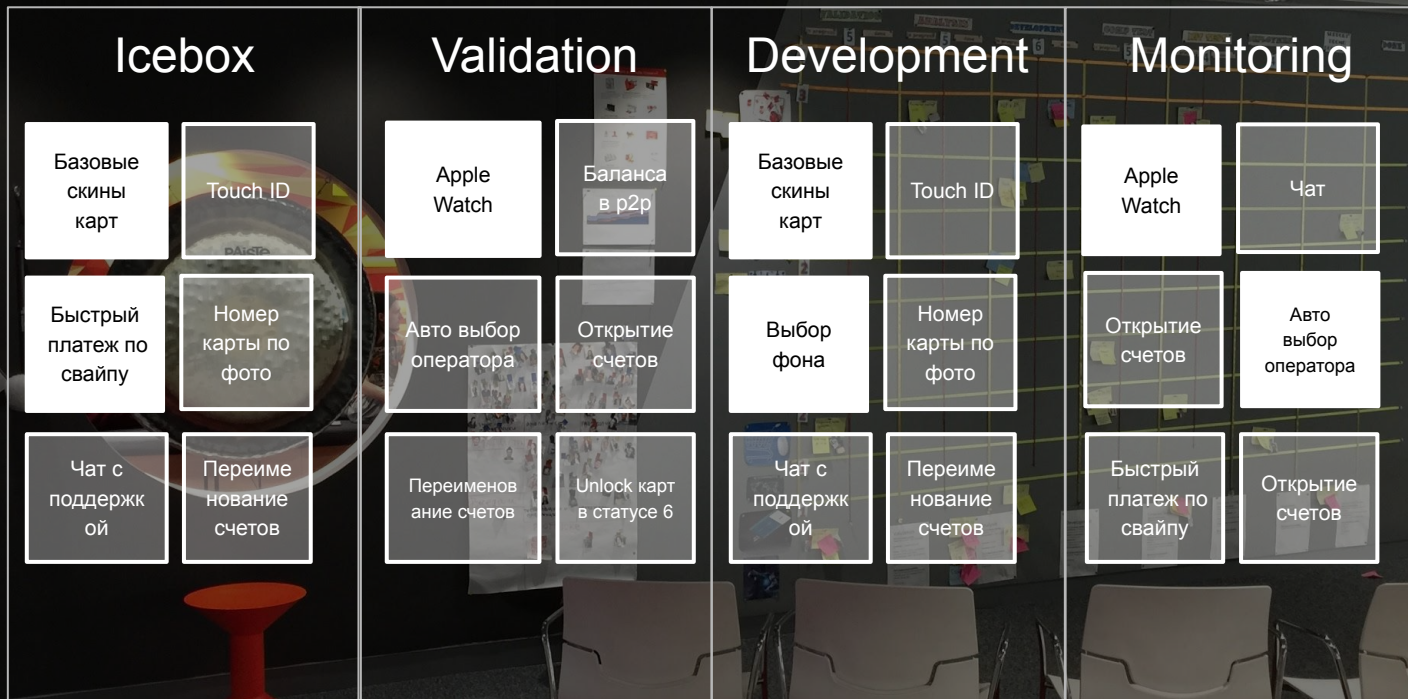 Icebox
Validation
Development
Monitoring
Базовые
скины
карт
Touch ID
Быстрый
платеж по
свайпу
Номер
карты по
фото
Чат с
поддержк
ой
Переиме
нование
счетов
Apple
Watch
Баланса
в p2p
Авто выбор
оператора
Открытие
счетов
Переименов
ание счетов
Unlock карт
в статусе 6
Базовые
скины
карт
Touch ID
Выбор
фона
Номер
карты по
фото
Чат с
поддержк
ой
Переиме
нование
счетов
Apple
Watch
Чат
Открытие
счетов
Авто
выбор
оператора
Быстрый
платеж по
свайпу
Открытие
счетов
PAiSTe